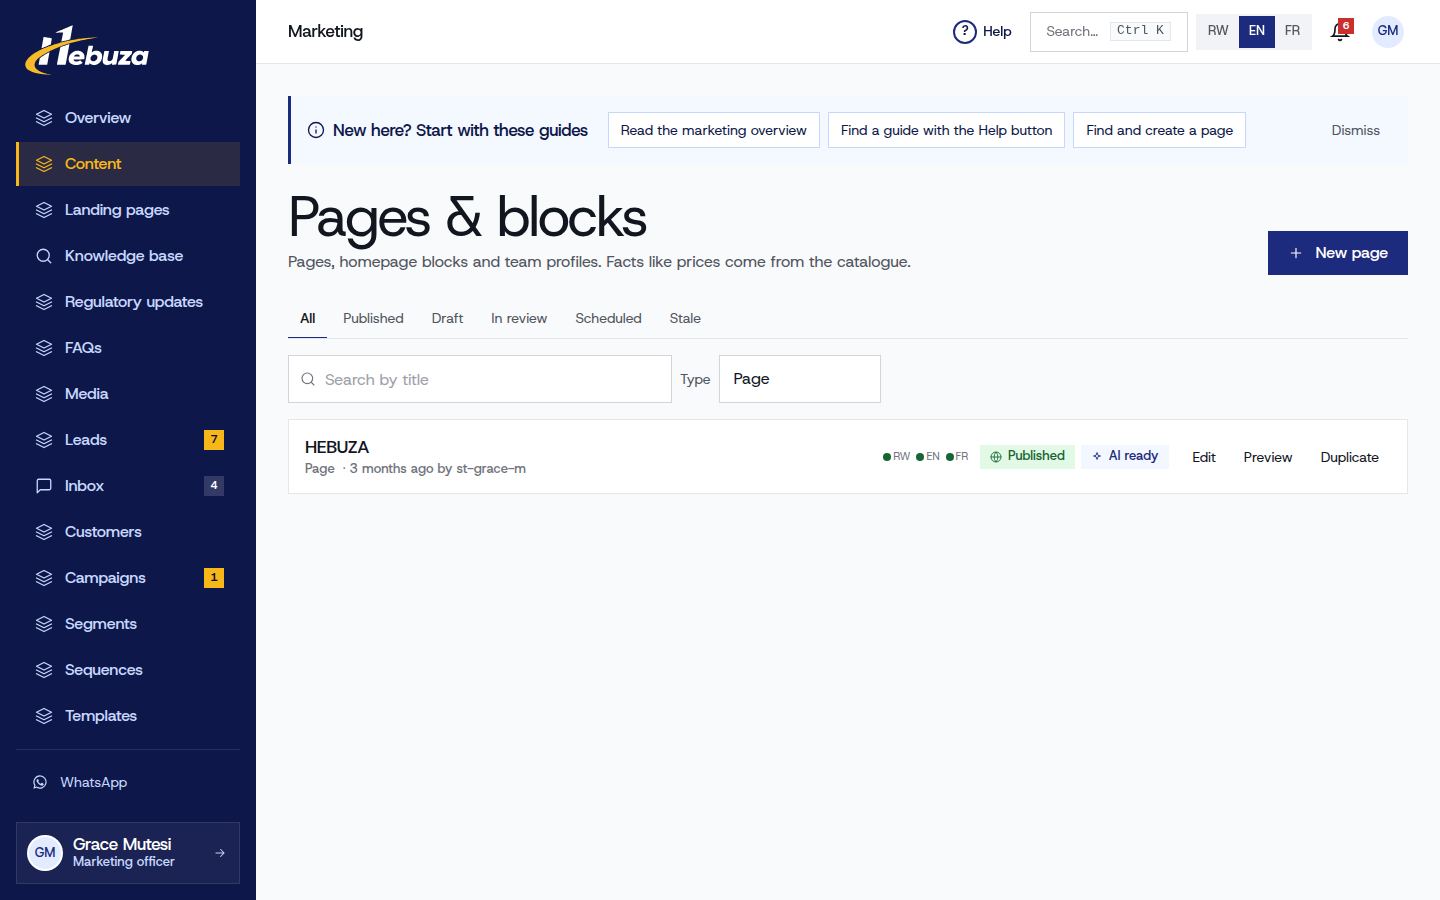 Hebuza
Overview
Content
Landing pages
Knowledge base
Regulatory updates
FAQs
Media
Leads 7
Inbox 4
Customers
Campaigns 1
Segments
Sequences
Templates
WhatsApp
GM Grace Mutesi
Marketing officer
Marketing
? Help
Search... Ctrl K
RW EN FR
6
GM
New here? Start with these guides
Read the marketing overview
Find a guide with the Help button
Find and create a page
Dismiss
Pages & blocks
Pages, homepage blocks and team profiles. Facts like prices come from the catalogue.
+ New page
All Published Draft In review Scheduled Stale
Search by title
Type Page
HEBUZA
Page · 3 months ago by st-grace-m
RW EN FR Published AI ready Edit Preview Duplicate